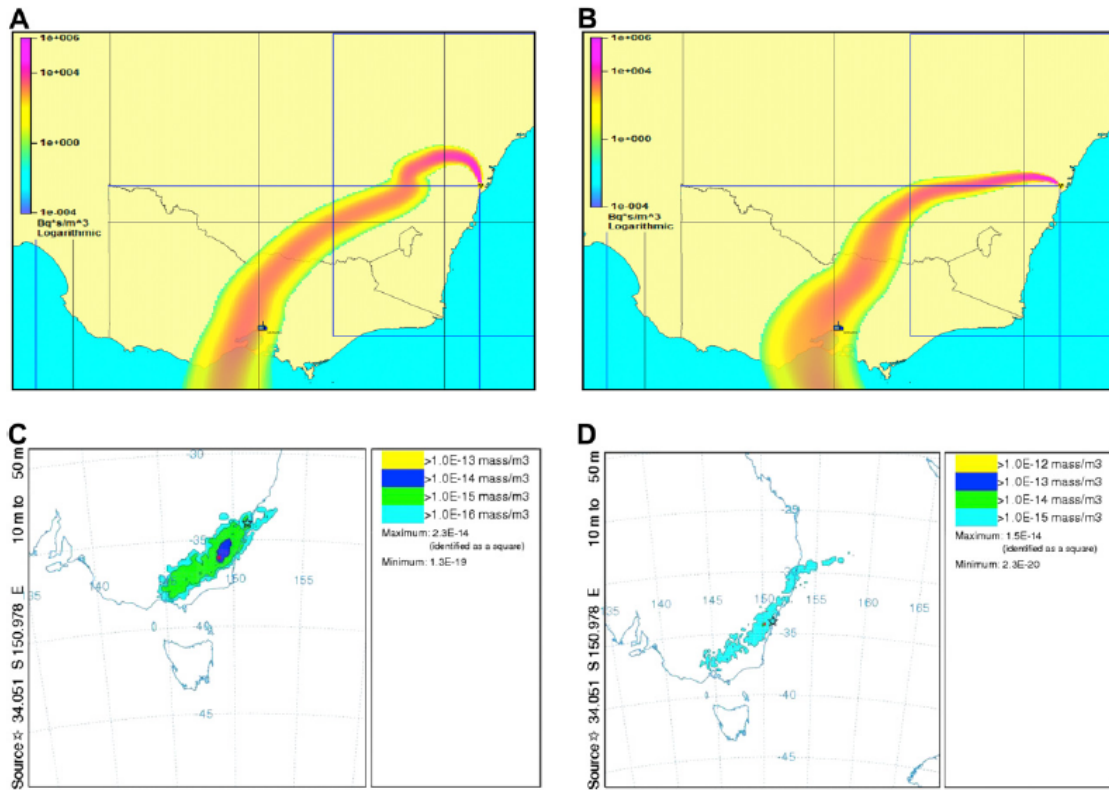 A
1e+006
1e+004
1e+000
1e-004
Bq*s/m^3
Logarithmic
B
1e+006
1e+004
1e+000
1e-004
Bq*s/m^3
Logarithmic
C
Source ☆ 34.051 S 150.978 E 10 m to 50 m
-30
-35
140
150
155
135
-40
-45
>1.0E-13 mass/m3
>1.0E-14 mass/m3
>1.0E-15 mass/m3
>1.0E-16 mass/m3
Maximum: 2.3E-14
(identified as a square)
Minimum: 1.3E-19
D
Source ☆ 34.051 S 150.978 E 10 m to 50 m
-25
135
140
145
150
155
160
165
-35
-40
-45
>1.0E-12 mass/m3
>1.0E-13 mass/m3
>1.0E-14 mass/m3
>1.0E-15 mass/m3
Maximum: 1.5E-14
(identified as a square)
Minimum: 2.3E-20